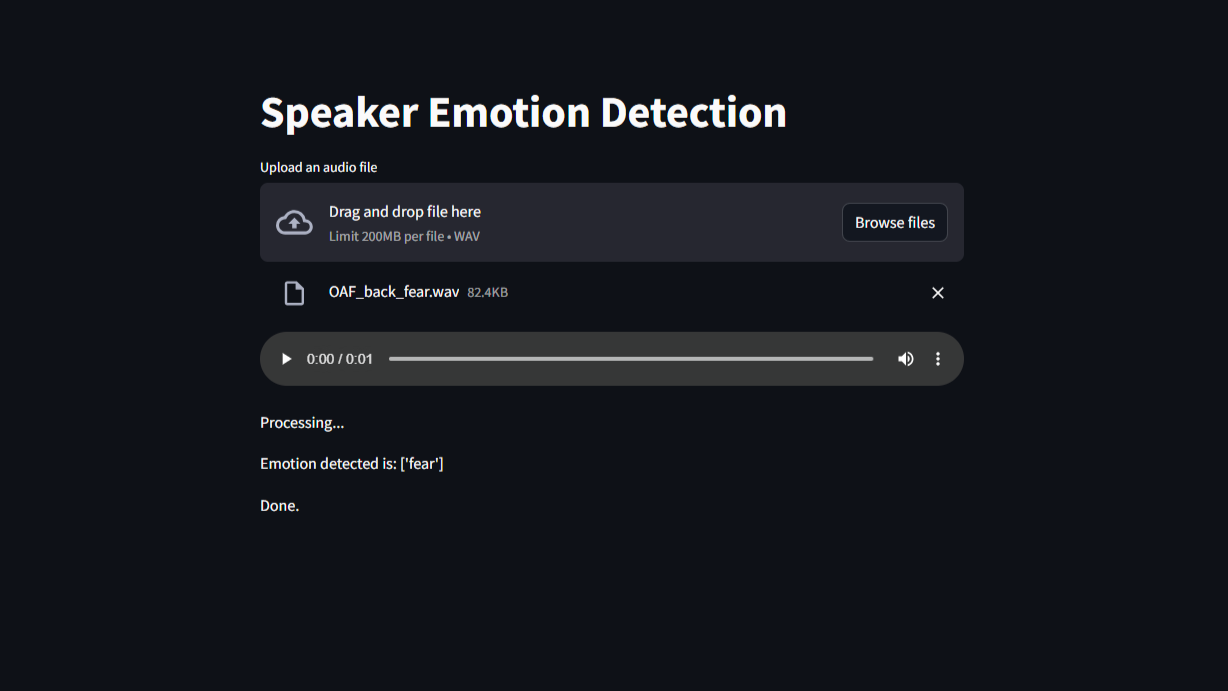 Speaker Emotion Detection
Upload an audio file
Drag and drop file here
Limit 200MB per file • WAV
Browse files
OAF_back_fear.wav 82.4KB
0:00 / 0:01
Processing...
Emotion detected is: ['fear']
Done.